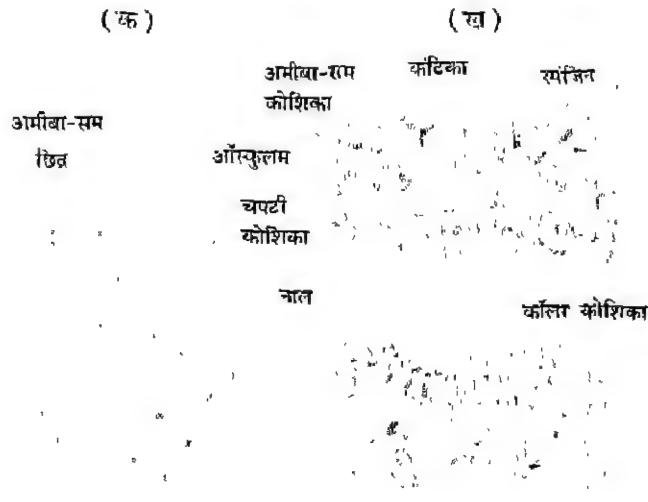 (क)
(ख)
अमीबा-सम
कोशिका
कंटिका
स्पंजिन
अमीबा-सम
छिद्र
ऑस्कुलम
चपटी
कोशिका
नाल
कॉलर कोशिका